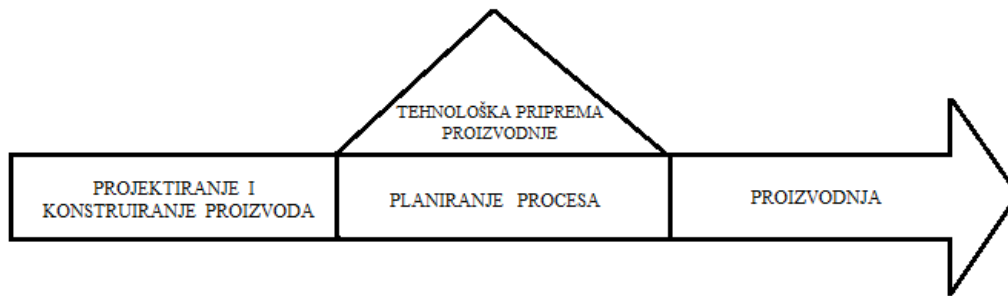 TEHNOLOŠKA PRIPREMA
PROIZVODNJE
PROJEKTIRANJE I
KONSTRUIRANJE PROIZVODA
PLANIRANJE PROCESA
PROIZVODNJA